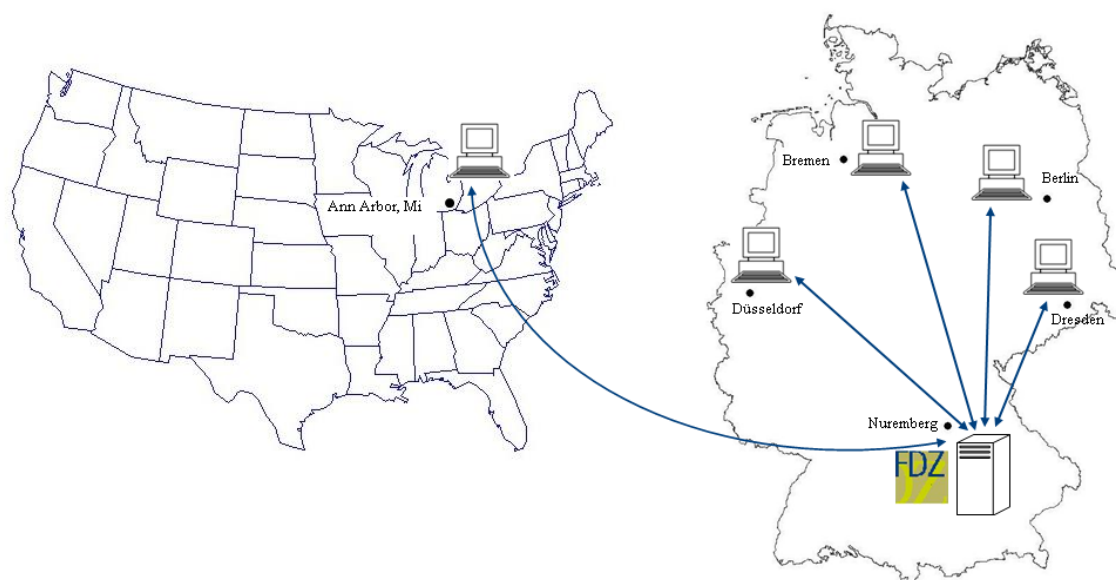 Ann Arbor, Mi
Bremen
Berlin
Düsseldorf
Dresden
Nuremberg
FDZ